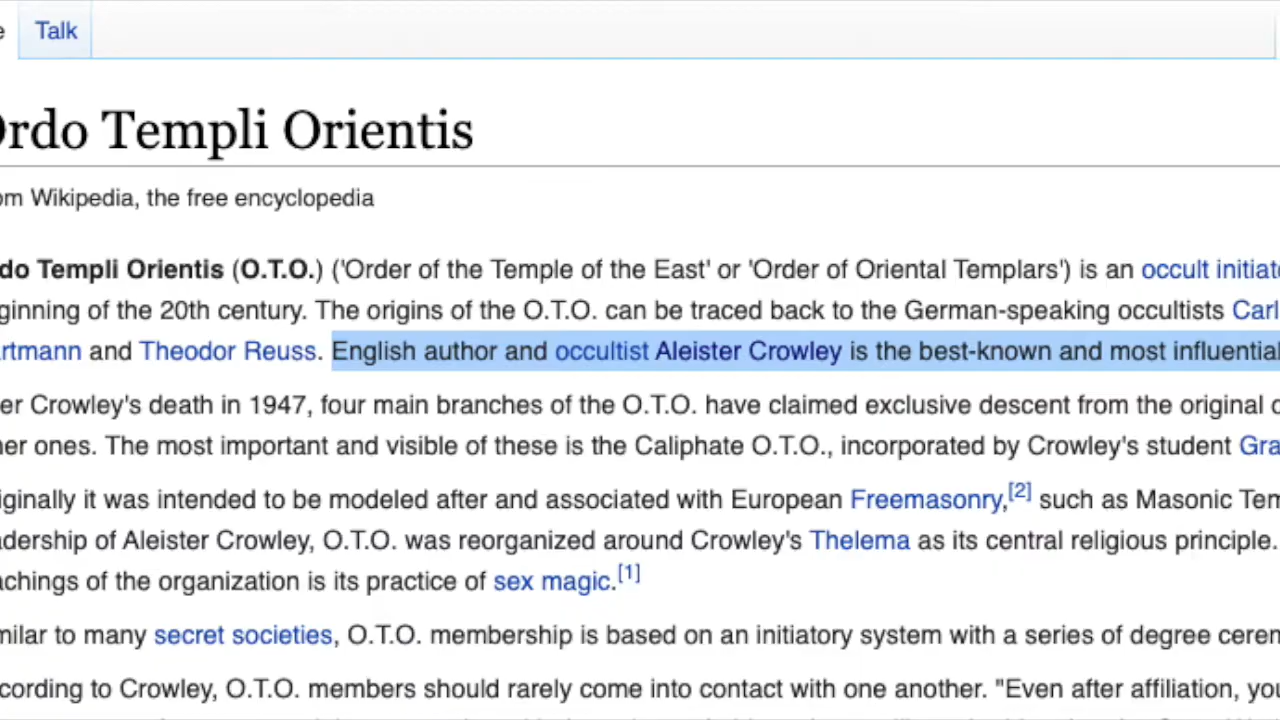 Talk
Ordo Templi Orientis
om Wikipedia, the free encyclopedia
do Templi Orientis (O.T.O.) ('Order of the Temple of the East' or 'Order of Oriental Templars') is an occult initiat
ginning of the 20th century. The origins of the O.T.O. can be traced back to the German-speaking occultists Carl
artmann and Theodor Reuss. English author and occultist Aleister Crowley is the best-known and most influential
er Crowley's death in 1947, four main branches of the O.T.O. have claimed exclusive descent from the original o
her ones. The most important and visible of these is the Caliphate O.T.O., incorporated by Crowley's student Gra
iginally it was intended to be modeled after and associated with European Freemasonry,[2] such as Masonic Tem
adership of Aleister Crowley, O.T.O. was reorganized around Crowley's Thelema as its central religious principle.
achings of the organization is its practice of sex magic.[1]
milar to many secret societies, O.T.O. membership is based on an initiatory system with a series of degree ceren
cording to Crowley, O.T.O. members should rarely come into contact with one another. "Even after affiliation, you